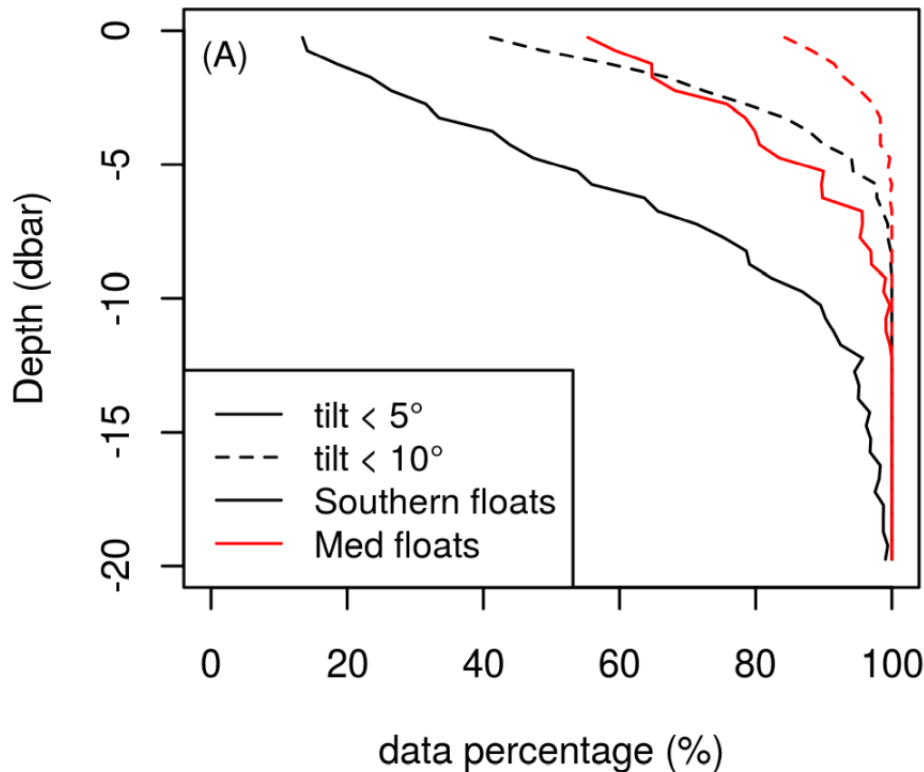 (A)
Depth (dbar)
0
-5
-10
-15
-20
tilt < 5°
tilt < 10°
Southern floats
Med floats
0 20 40 60 80 100
data percentage (%)